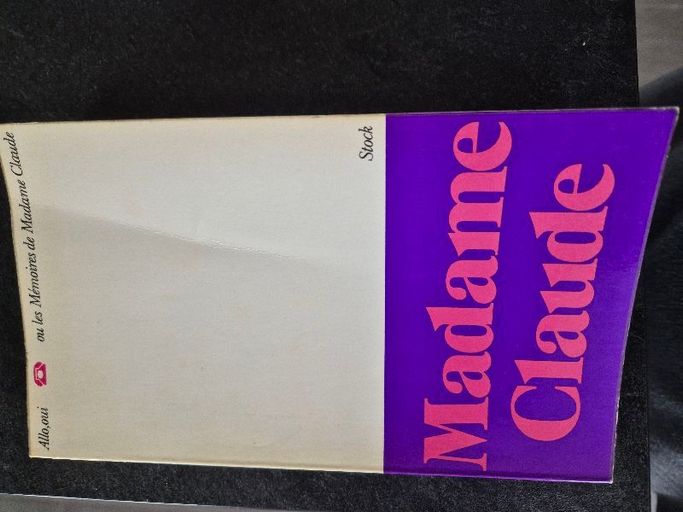 Allo,oui ou les Mémoires de Madame Claude
Stock
Madame
Claude